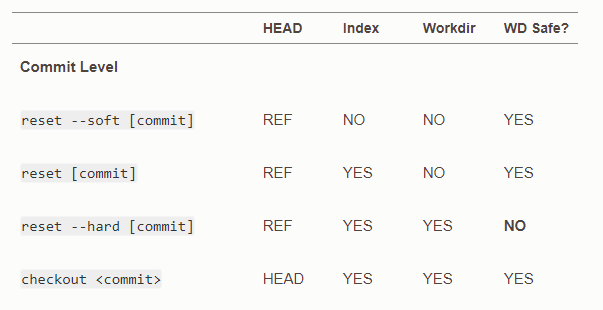 HEAD Index Workdir WD Safe?
Commit Level
reset --soft [commit] REF NO NO YES
reset [commit] REF YES NO YES
reset --hard [commit] REF YES YES NO
checkout <commit> HEAD YES YES YES